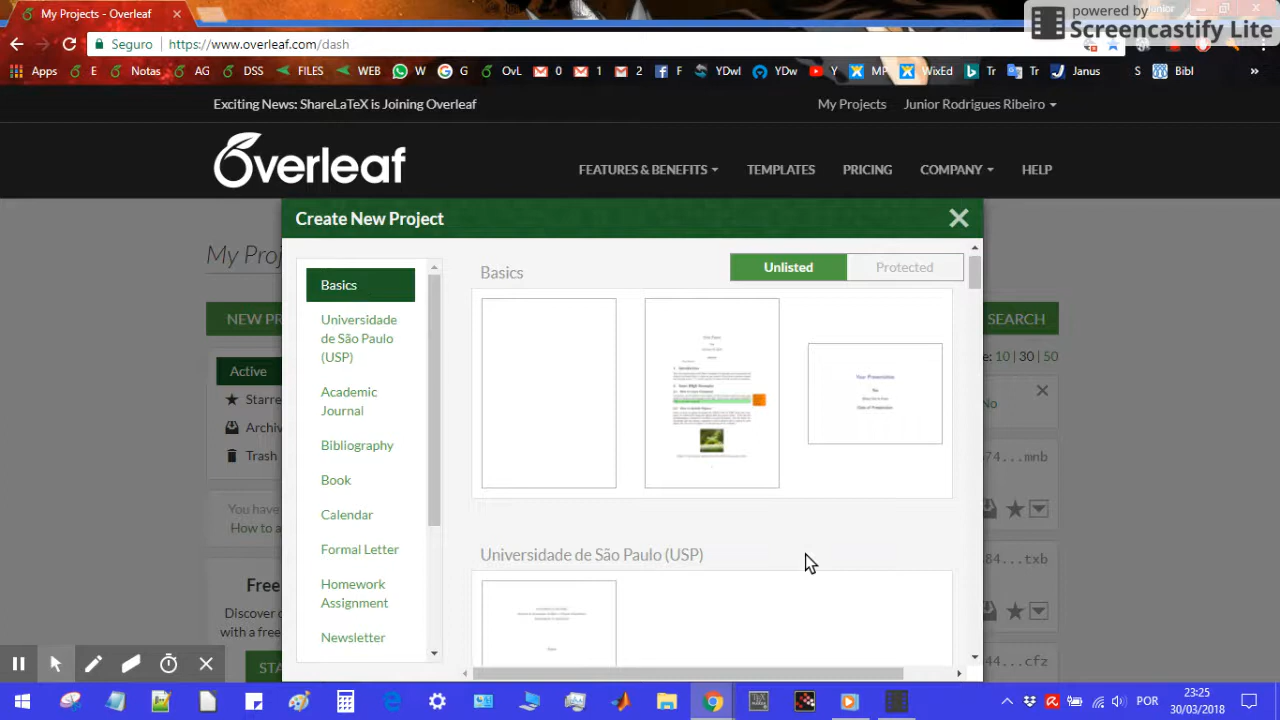 My Projects - Overleaf
powered by
Screencastify Lite
Seguro
https://www.overleaf.com/dash
Apps E Notas AG DSS FILES WEB W G OvL 0 1 2 F YDwl YDw Y MP WixEd Tr Tr Janus S Bibl »
Exciting News: ShareLaTeX is Joining Overleaf
My Projects Junior Rodrigues Ribeiro
Overleaf
FEATURES & BENEFITS TEMPLATES PRICING COMPANY HELP
Create New Project
My Proj
Basics
Unlisted Protected
Basics
NEW PR
SEARCH
Universidade
de São Paulo
(USP)
e: 10 | 30 | 50
Active
Starre
Archiv
Trash
Academic
Journal
Your Presentation
No
Bibliography
74...mnb
Book
You have
How to a
Calendar
Formal Letter
Universidade de São Paulo (USP)
84...txb
Free
Discover o
with a free
Homework
Assignment
Newsletter
STA
44...cfz
POR
23:25
30/03/2018